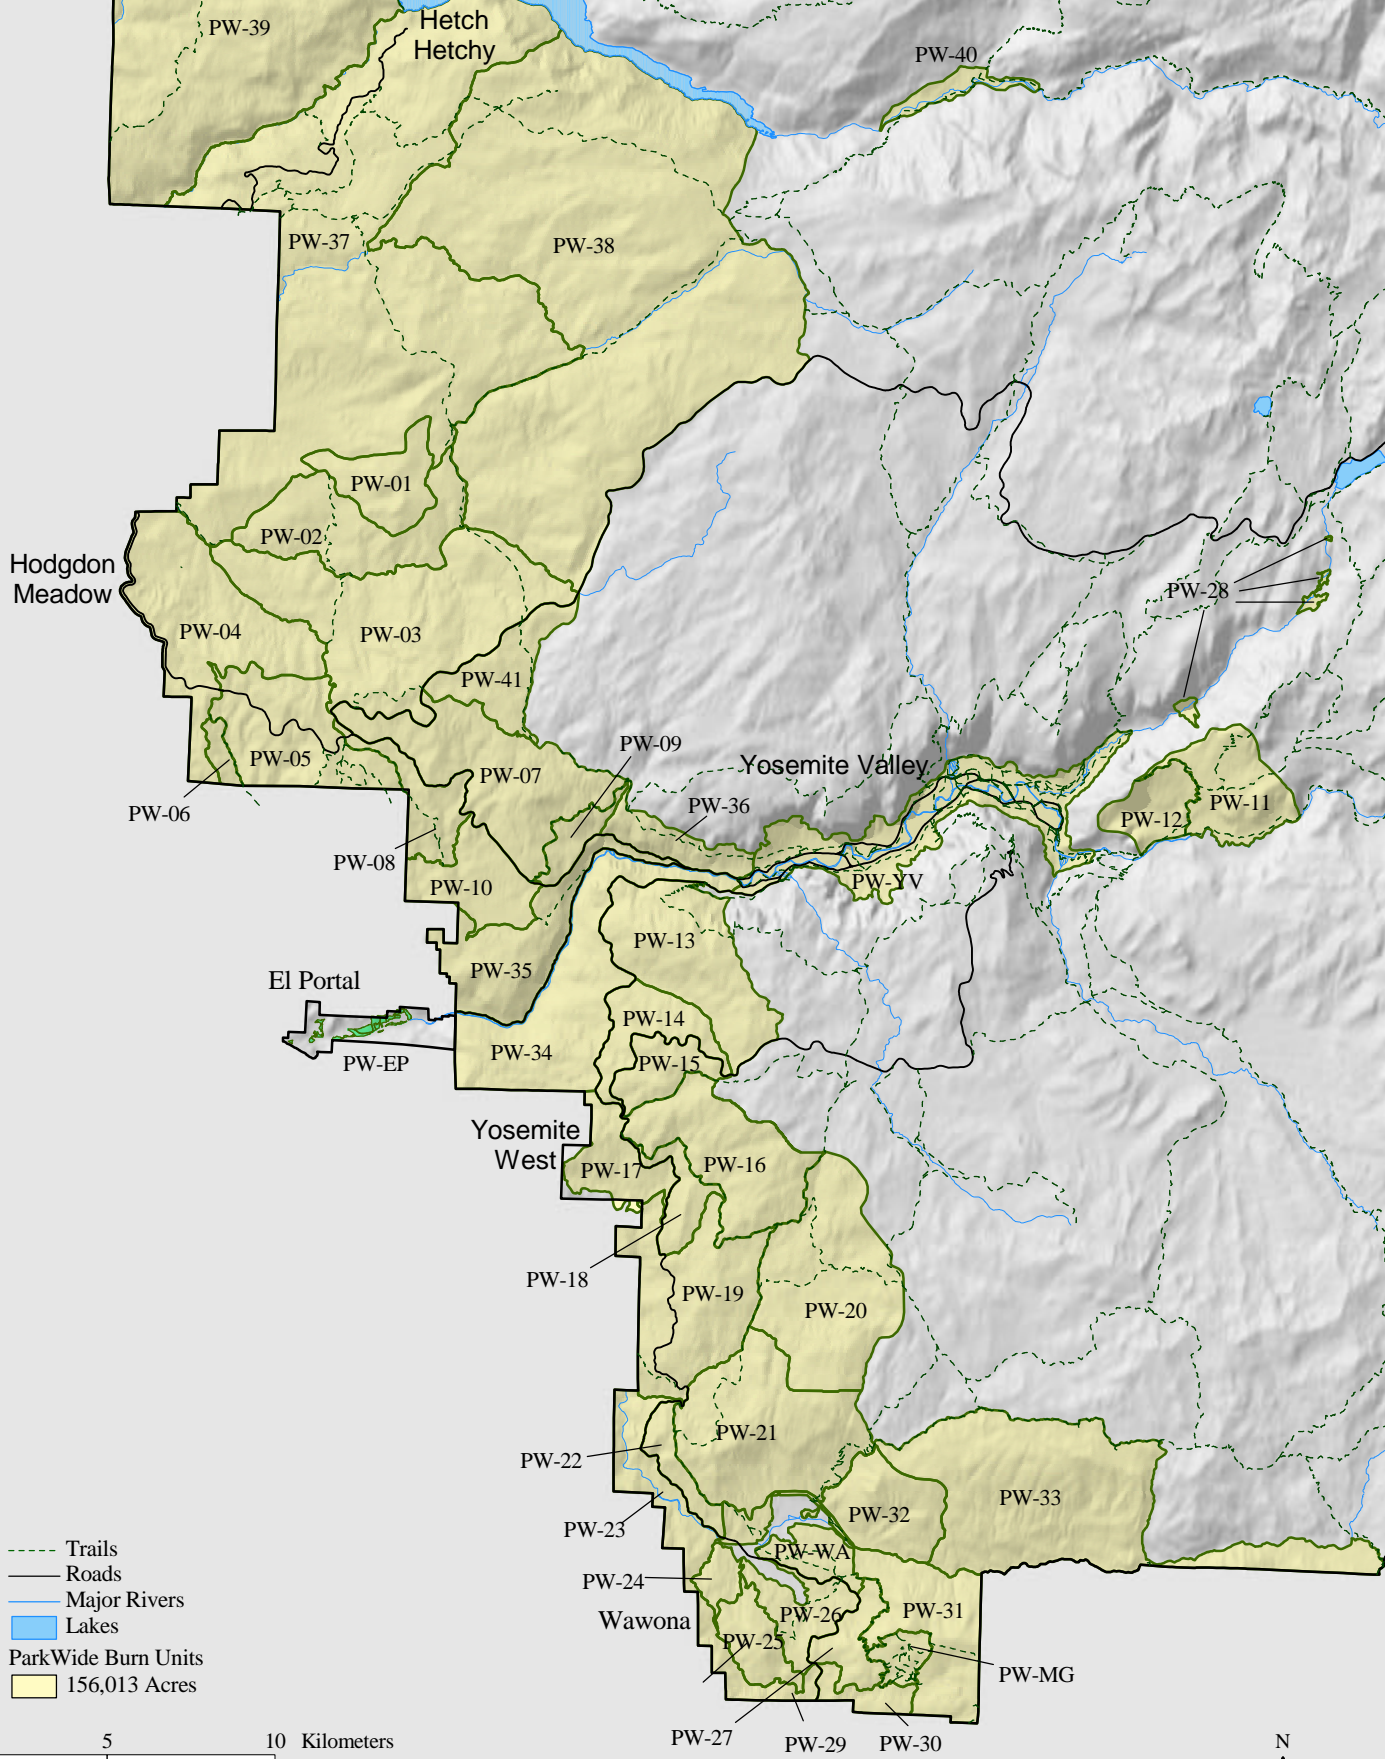 PW-39
Hetch
Hetchy
PW-40
PW-37
PW-38
PW-01
PW-02
Hodgdon
Meadow
PW-28
PW-04
PW-03
PW-41
PW-09
PW-05
PW-07
Yosemite Valley
PW-06
PW-36
PW-11
PW-12
PW-08
PW-10
PW-YV
PW-13
PW-35
El Portal
PW-14
PW-34
PW-15
PW-EP
Yosemite
West
PW-17
PW-16
PW-18
PW-19
PW-20
PW-21
PW-22
PW-33
PW-32
PW-23
PW-WA
PW-24
Wawona
PW-26
PW-31
PW-25
PW-MG
PW-27
PW-29
PW-30
Trails
Roads
Major Rivers
Lakes
ParkWide Burn Units
156,013 Acres
5 10 Kilometers
N